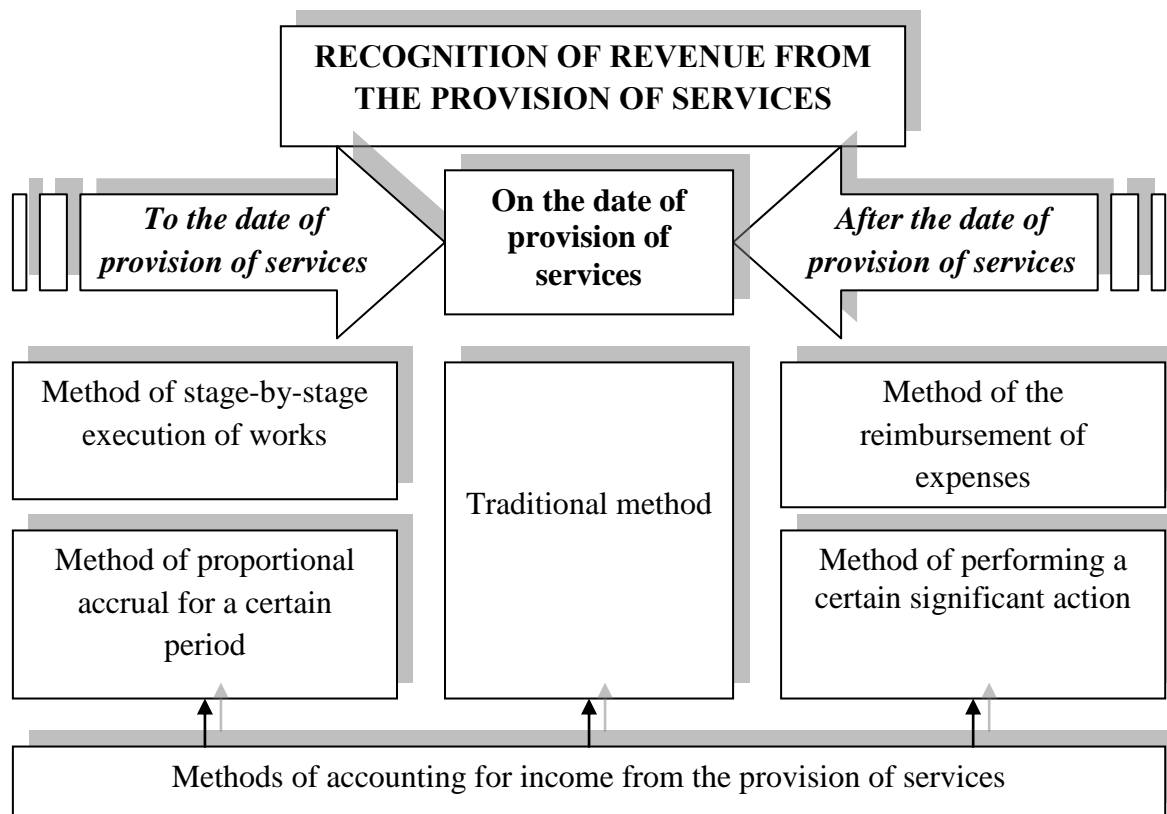 RECOGNITION OF REVENUE FROM
THE PROVISION OF SERVICES
To the date of
provision of services
On the date of
provision of
services
After the date of
provision of services
Method of stage-by-stage
execution of works
Method of proportional
accrual for a certain
period
Traditional method
Method of the
reimbursement of
expenses
Method of performing a
certain significant action
Methods of accounting for income from the provision of services